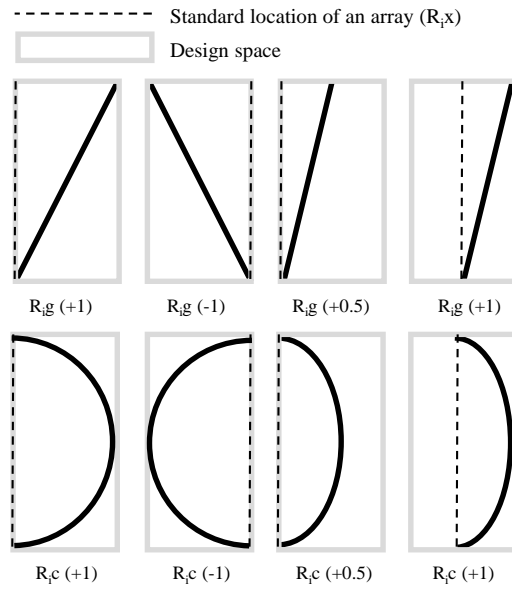 Standard location of an array (Rᵢx)
Design space
Rᵢg (+1) Rᵢg (-1) Rᵢg (+0.5) Rᵢg (+1)
Rᵢc (+1) Rᵢc (-1) Rᵢc (+0.5) Rᵢc (+1)